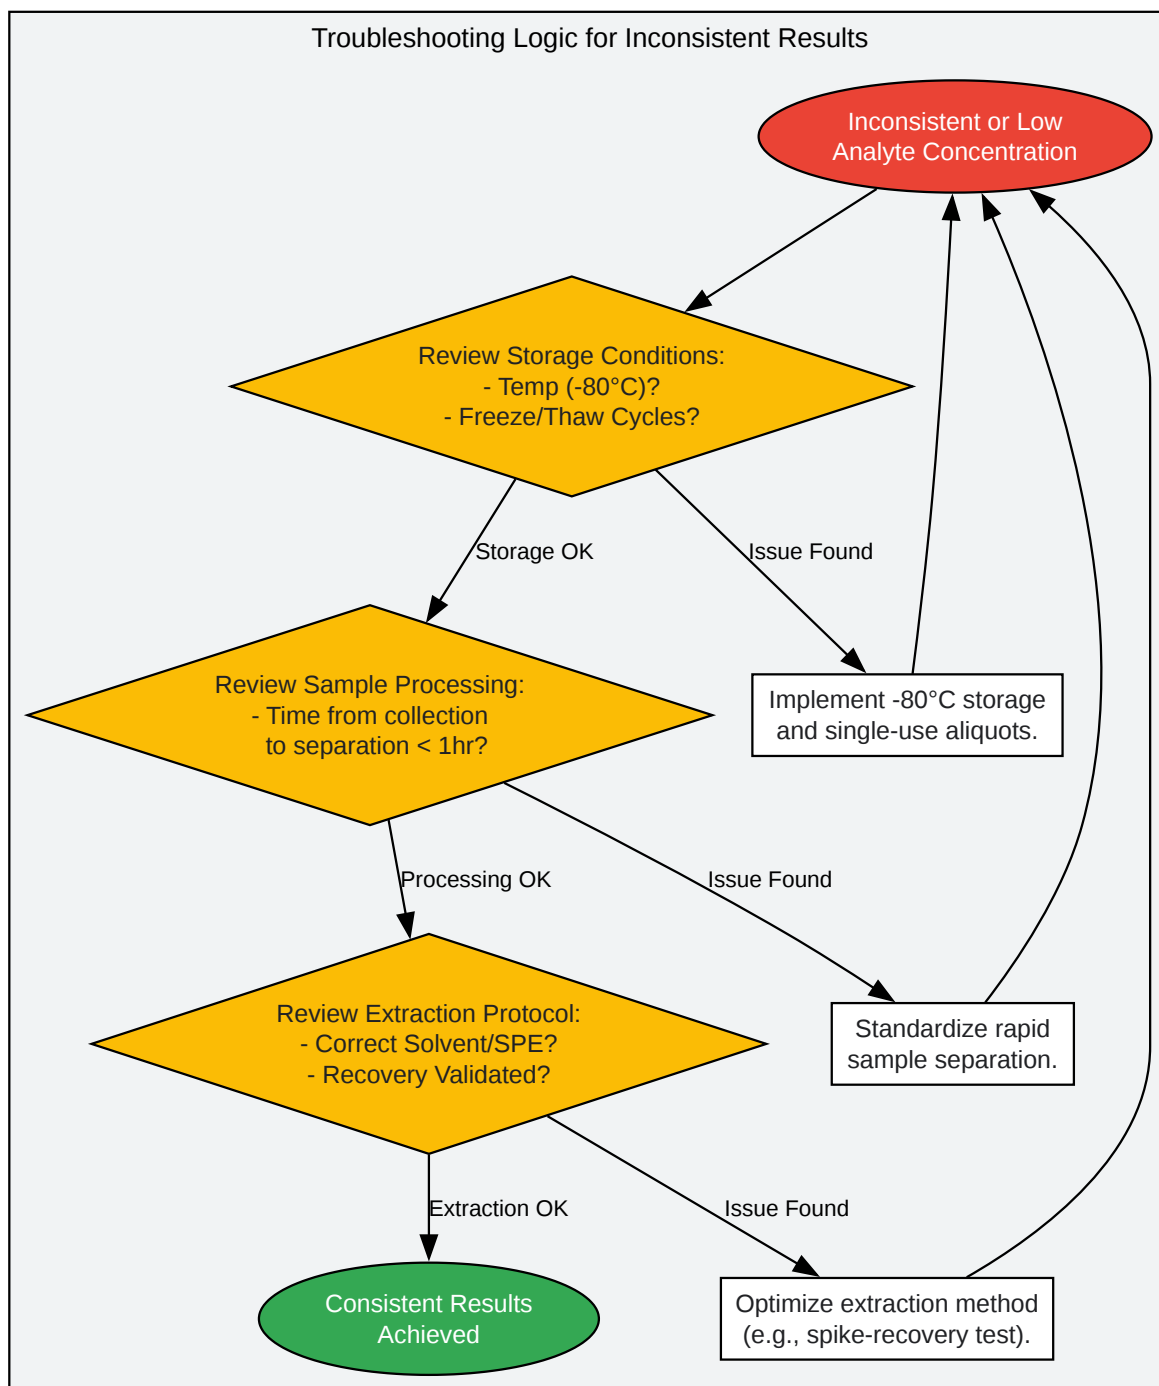 Troubleshooting Logic for Inconsistent Results
Inconsistent or Low
Analyte Concentration
Review Storage Conditions:
- Temp (-80°C)?
- Freeze/Thaw Cycles?
Storage OK
Issue Found
Review Sample Processing:
- Time from collection
to separation < 1hr?
Implement -80°C storage
and single-use aliquots.
Processing OK
Issue Found
Review Extraction Protocol:
- Correct Solvent/SPE?
- Recovery Validated?
Standardize rapid
sample separation.
Extraction OK
Issue Found
Consistent Results
Achieved
Optimize extraction method
(e.g., spike-recovery test).